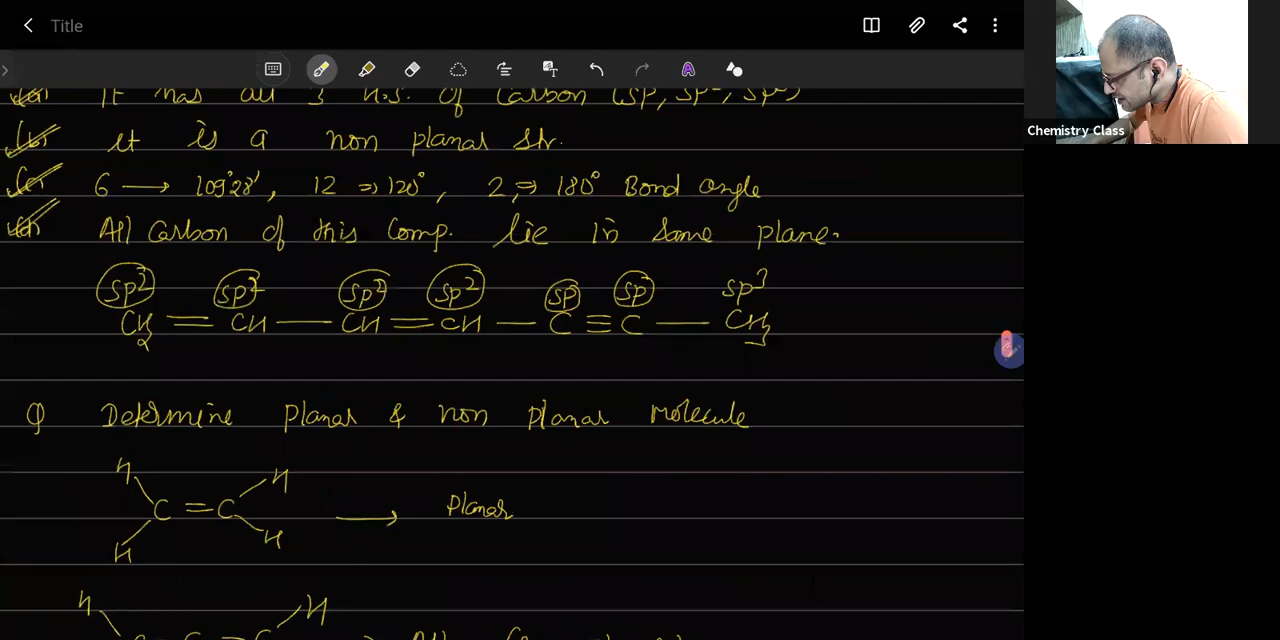 Title
Chemistry Class
(a) It has all 3 H.S. of Carbon (sp, sp², sp³)
(b) it is a non planar str.
(c) 6 → 109°28', 12 ⇒ 120°, 2 ⇒ 180° Bond angle
(d) All Carbon of this Comp. lie in same plane.
sp² sp² sp² sp² sp sp sp³
CH₂ = CH — CH = CH — C ≡ C — CH₃
Q Determine planar & non planar molecule
H H
C = C → Planar
H H
H H